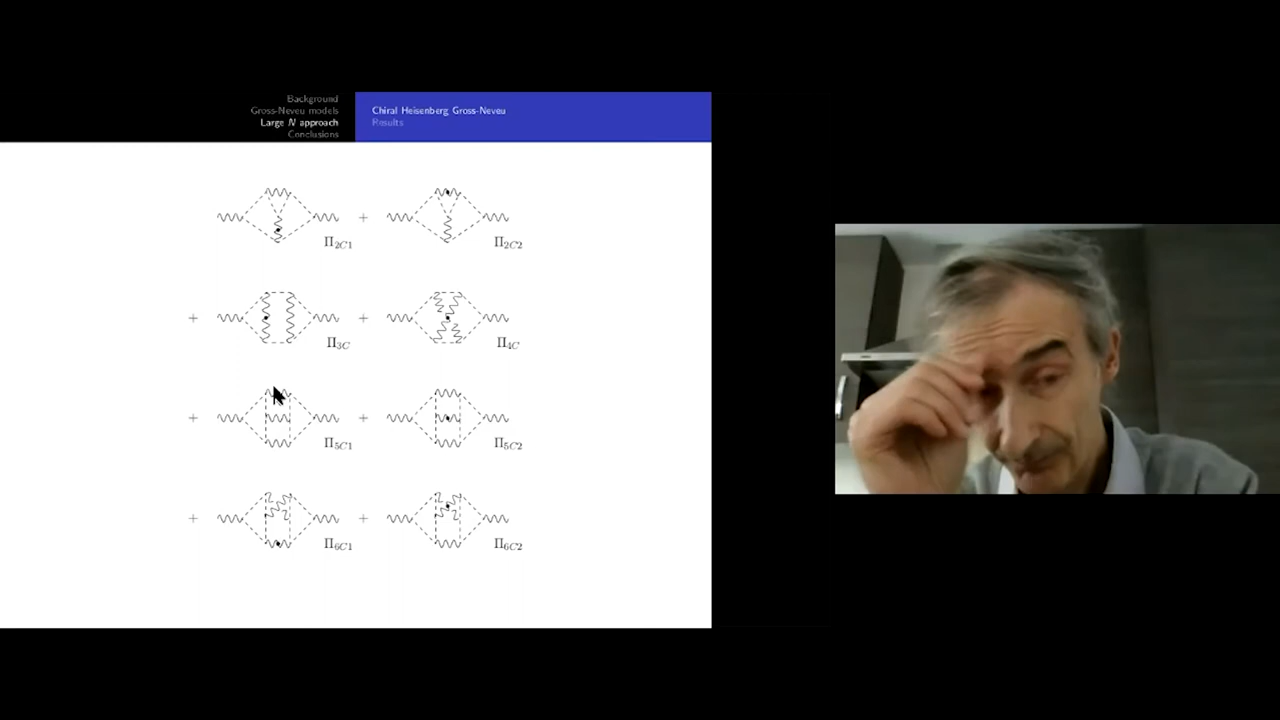 Background
Gross-Neveu models
Large N approach
Conclusions
Chiral Heisenberg Gross-Neveu
Results
+
Π2C1
Π2C2
+ +
Π3C
Π4C
+ +
Π5C1
Π5C2
+ +
Π6C1
Π6C2